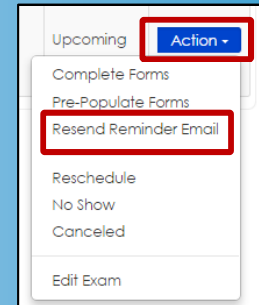 Upcoming Action
Complete Forms
Pre-Populate Forms
Resend Reminder Email
Reschedule
No Show
Canceled
Edit Exam